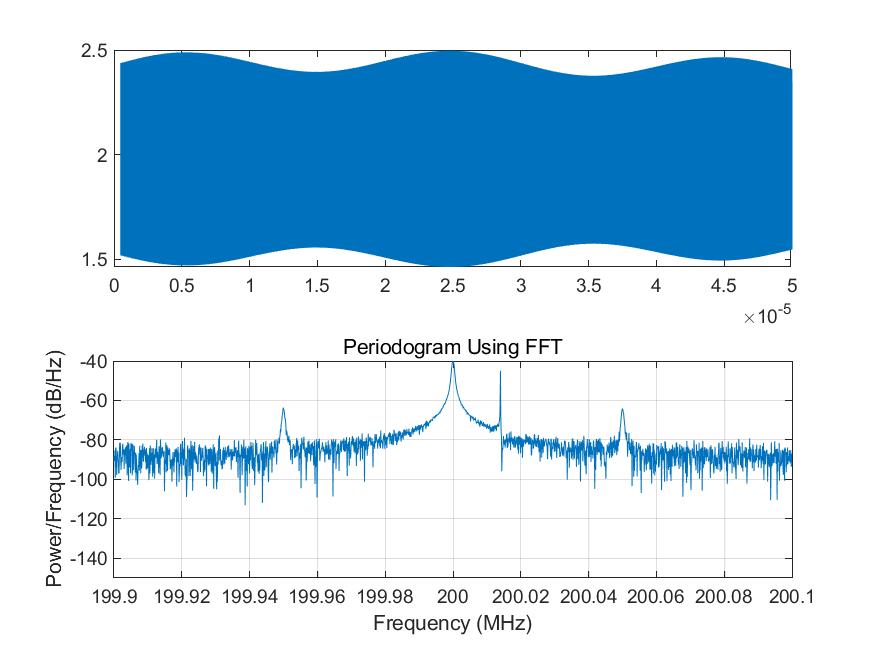 2.5
2
1.5
0 0.5 1 1.5 2 2.5 3 3.5 4 4.5 5
×10-5
Periodogram Using FFT
Power/Frequency (dB/Hz)
-40
-60
-80
-100
-120
-140
199.9 199.92 199.94 199.96 199.98 200 200.02 200.04 200.06 200.08 200.1
Frequency (MHz)